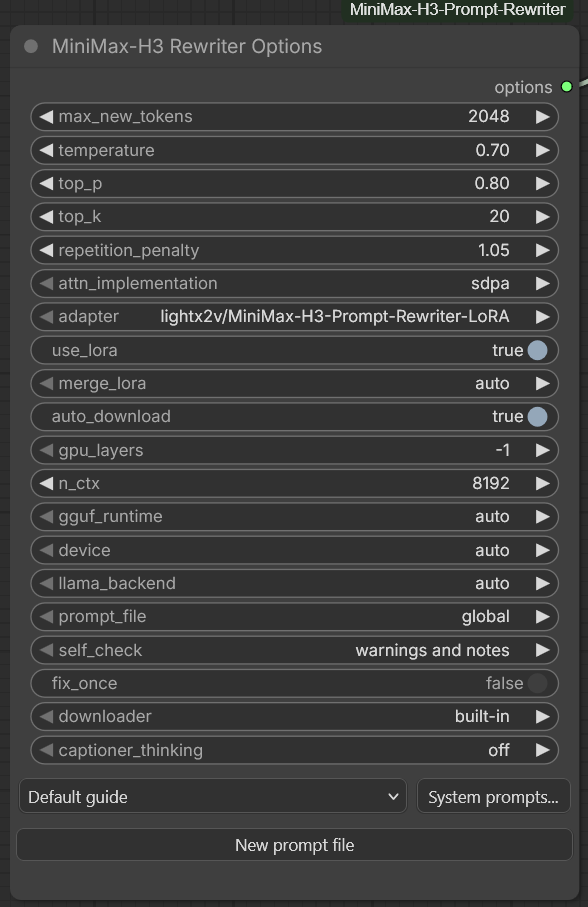 MiniMax-H3-Prompt-Rewriter
MiniMax-H3 Rewriter Options
options
max_new_tokens 2048
temperature 0.70
top_p 0.80
top_k 20
repetition_penalty 1.05
attn_implementation sdpa
adapter lightx2v/MiniMax-H3-Prompt-Rewriter-LoRA
use_lora true
merge_lora auto
auto_download true
gpu_layers -1
n_ctx 8192
gguf_runtime auto
device auto
llama_backend auto
prompt_file global
self_check warnings and notes
fix_once false
downloader built-in
captioner_thinking off
Default guide System prompts...
New prompt file